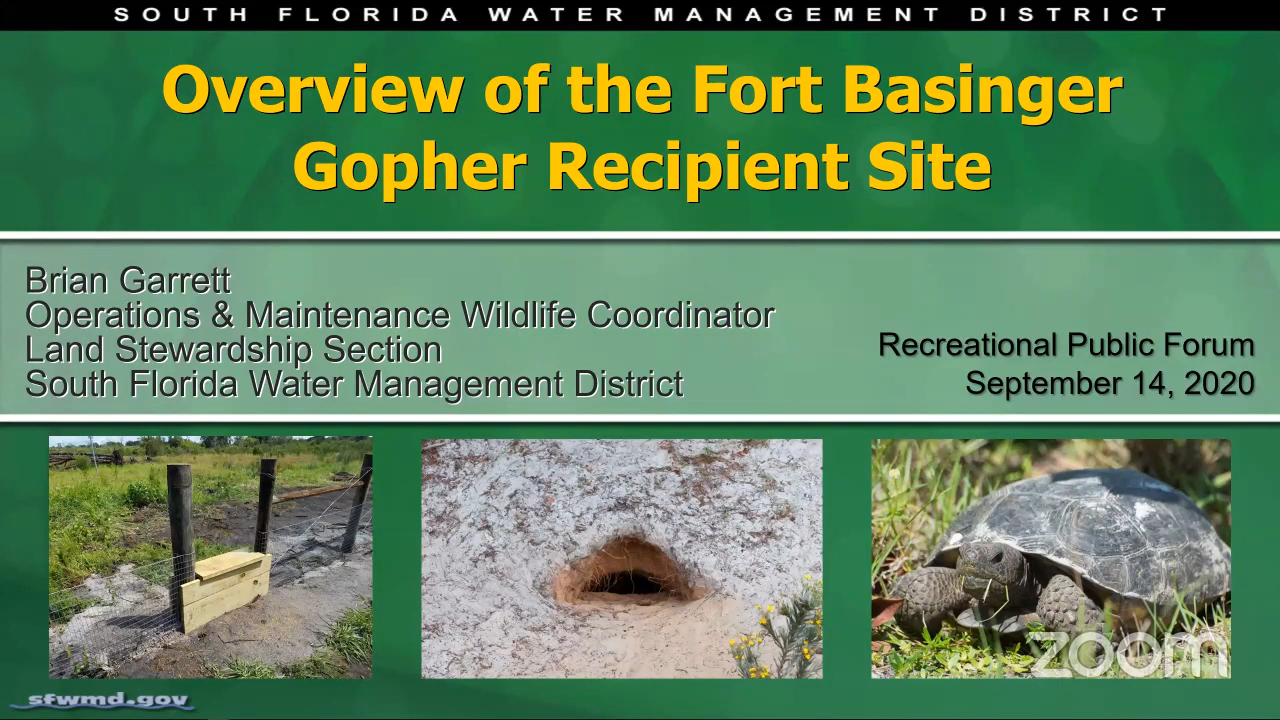 SOUTH FLORIDA WATER MANAGEMENT DISTRICT
Overview of the Fort Basinger
Gopher Recipient Site
Brian Garrett
Operations & Maintenance Wildlife Coordinator
Land Stewardship Section
South Florida Water Management District
Recreational Public Forum
September 14, 2020
zoom
sfwmd.gov